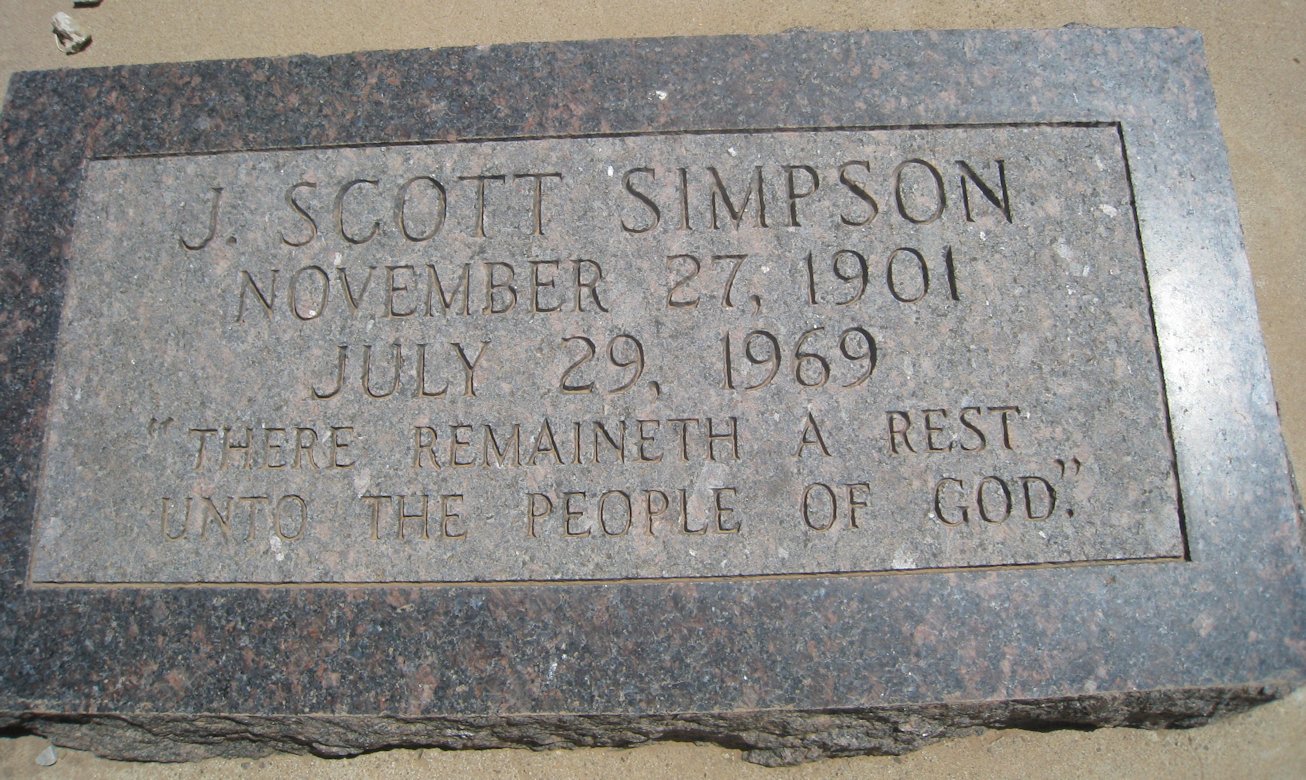 J. SCOTT SIMPSON
NOVEMBER 27, 1901
JULY 29, 1969
"THERE REMAINETH A REST
UNTO THE PEOPLE OF GOD."